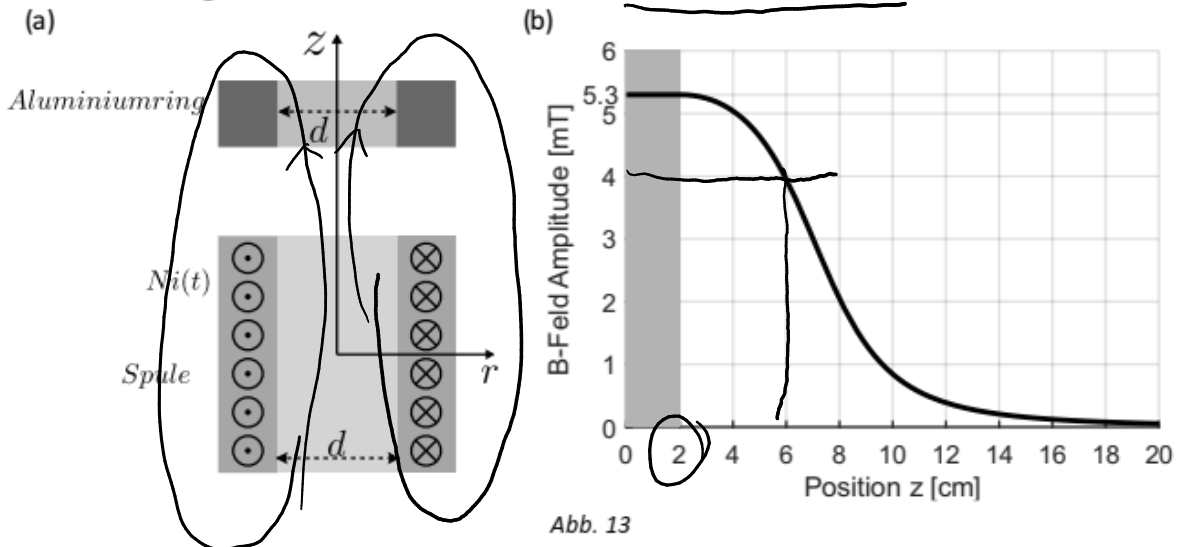 (a)
z
Aluminiumring
d
Ni(t)
Spule
r
d
(b)
B-Feld Amplitude [mT]
6
5.3
5
4
3
2
1
0
0 2 4 6 8 10 12 14 16 18 20
Position z [cm]
Abb. 13